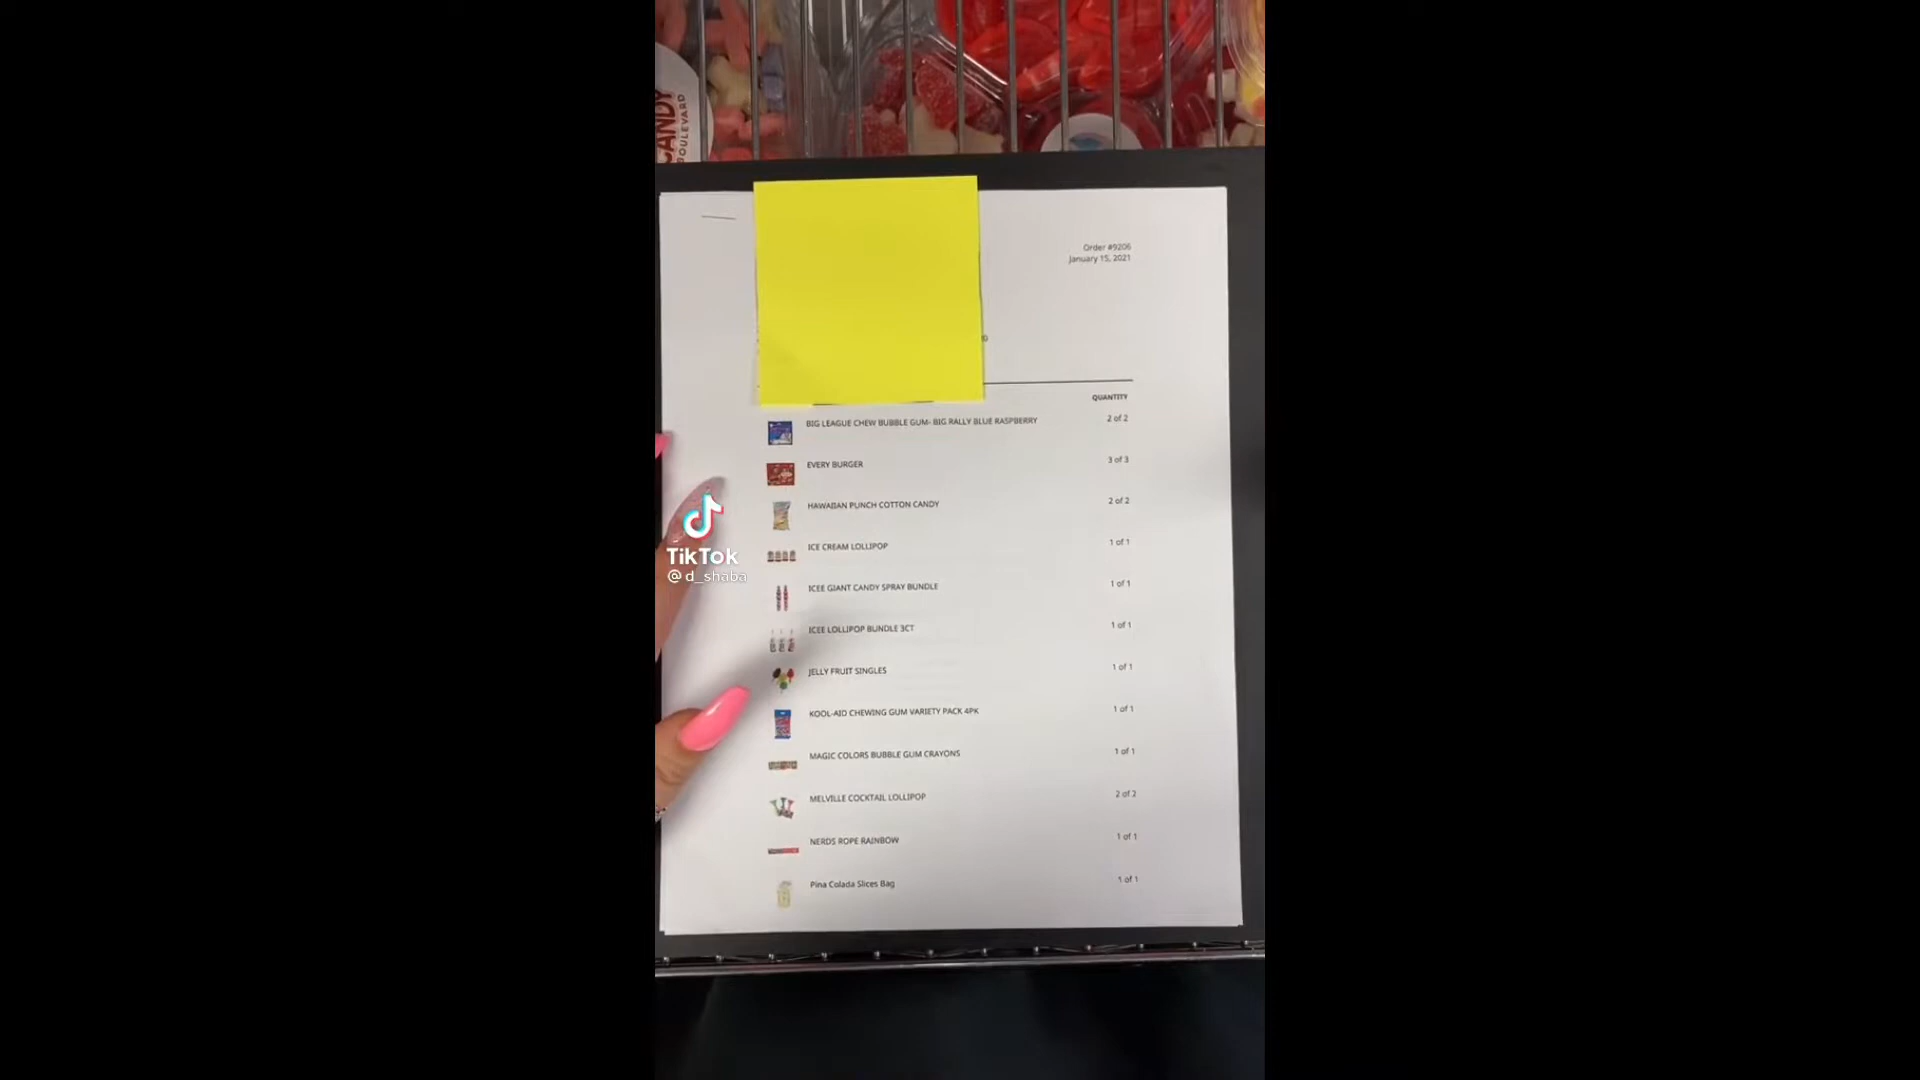 CANDY
BOULEVARD
Order #9206
January 15, 2021
QUANTITY
BIG LEAGUE CHEW BUBBLE GUM- BIG RALLY BLUE RASPBERRY 2 of 2
EVERY BURGER 3 of 3
HAWAIIAN PUNCH COTTON CANDY 2 of 2
ICE CREAM LOLLIPOP 1 of 1
ICEE GIANT CANDY SPRAY BUNDLE 1 of 1
ICEE LOLLIPOP BUNDLE 3CT 1 of 1
JELLY FRUIT SINGLES 1 of 1
KOOL-AID CHEWING GUM VARIETY PACK 4PK 1 of 1
MAGIC COLORS BUBBLE GUM CRAYONS 1 of 1
MELVILLE COCKTAIL LOLLIPOP 2 of 2
NERDS ROPE RAINBOW 1 of 1
Pina Colada Slices Bag 1 of 1
TikTok
@d_shaba